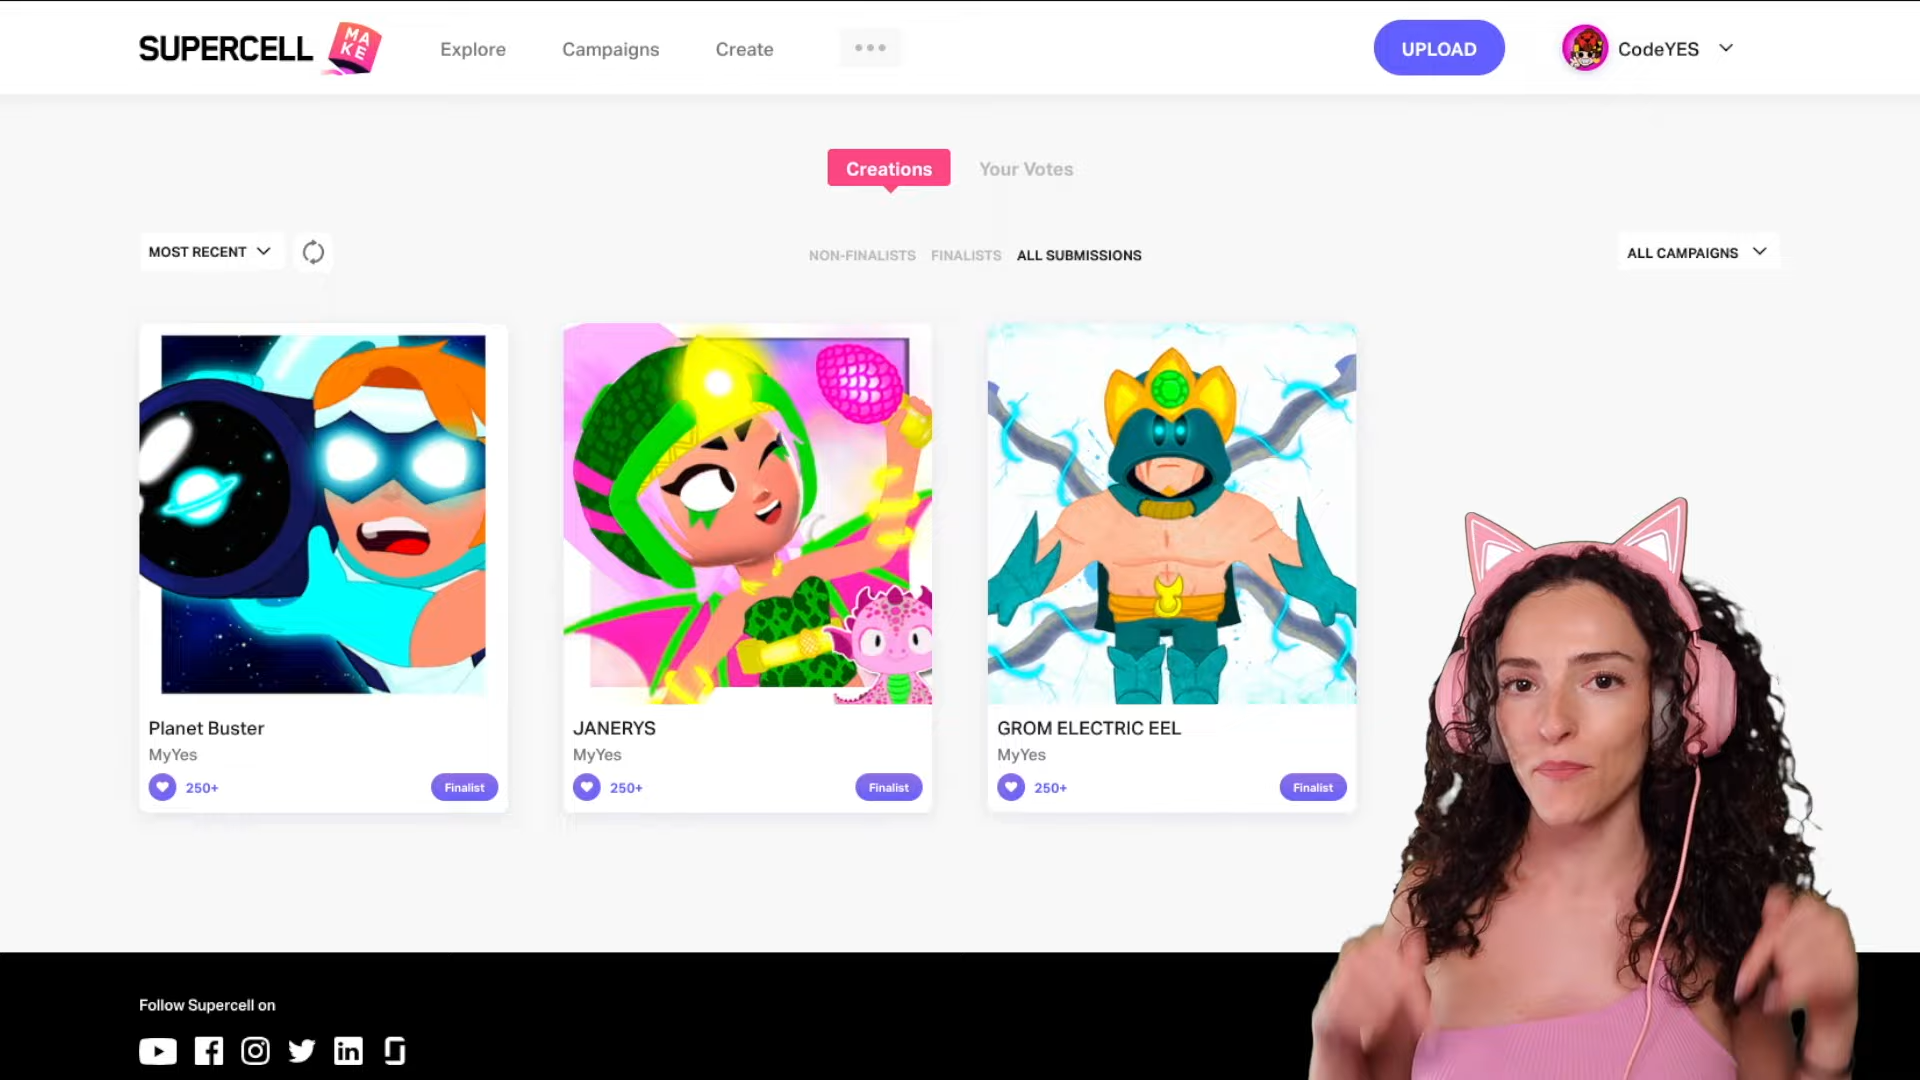 SUPERCELL
MA
KE
Explore
Campaigns
Create
UPLOAD
CodeYES
Creations
Your Votes
MOST RECENT
NON-FINALISTS
FINALISTS
ALL SUBMISSIONS
ALL CAMPAIGNS
Planet Buster
MyYes
250+
Finalist
JANERYS
MyYes
250+
Finalist
GROM ELECTRIC EEL
MyYes
250+
Finalist
Follow Supercell on